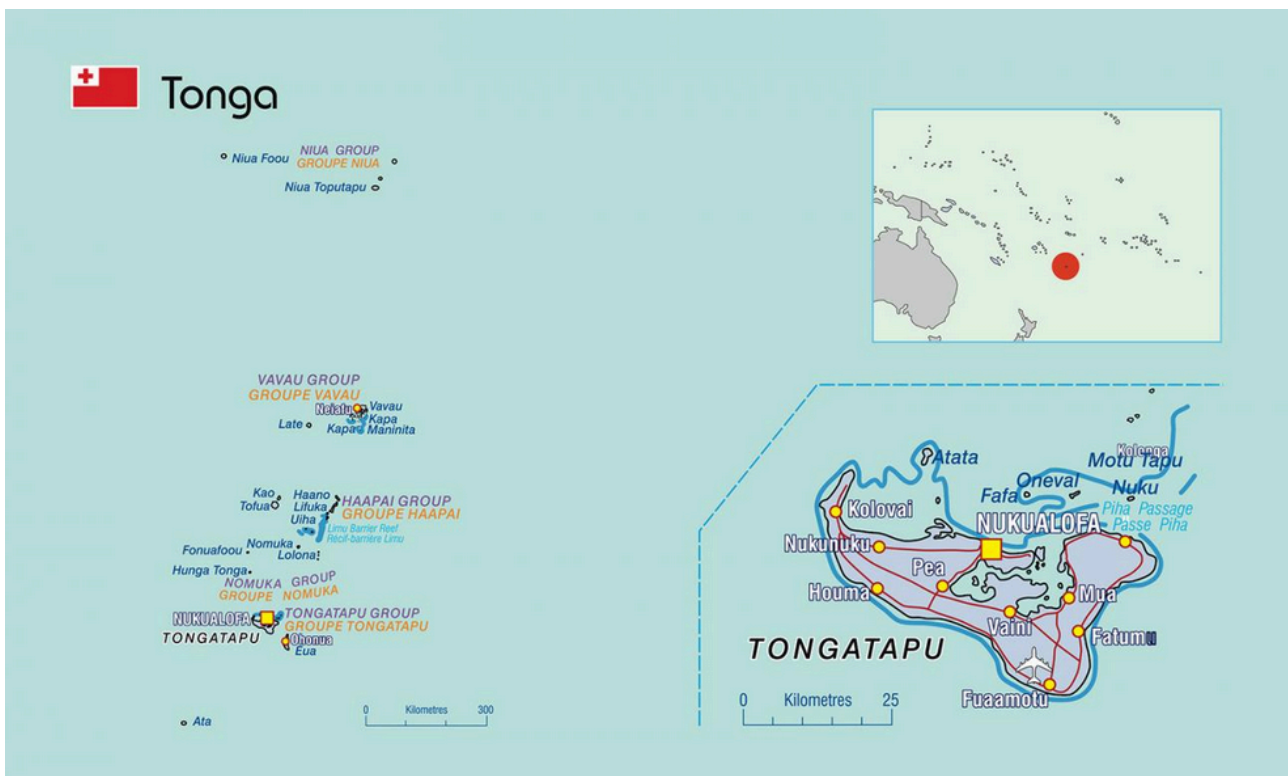 Tonga
NIUA GROUP
GROUPE NIUA
Niua Foou
Niua Toputapu
VAVAU GROUP
GROUPE VAVAU
Neiafu
Vavau
Kapa
Late
Kapa
Maninita
Kao
Haano
Tofua
Lifuka
HAAPAI GROUP
GROUPE HAAPAI
Uiha
Limu Barrier Reef
Récif-barrière Limu
Nomuka
Fonuafoou
Lolona
Hunga Tonga
NOMUKA GROUP
GROUPE NOMUKA
NUKUALOFA
TONGATAPU GROUP
GROUPE TONGATAPU
TONGATAPU
Ohonua
Eua
Ata
0 Kilometres 300
Kolenga
Atata
Motu Tapu
Oneval
Fafa
Nuku
Piha Passage
Passe Piha
Kolovai
NUKUALOFA
Nukunuku
Pea
Houma
Mua
Vaini
Fatumu
TONGATAPU
Fuaamotu
0 Kilometres 25